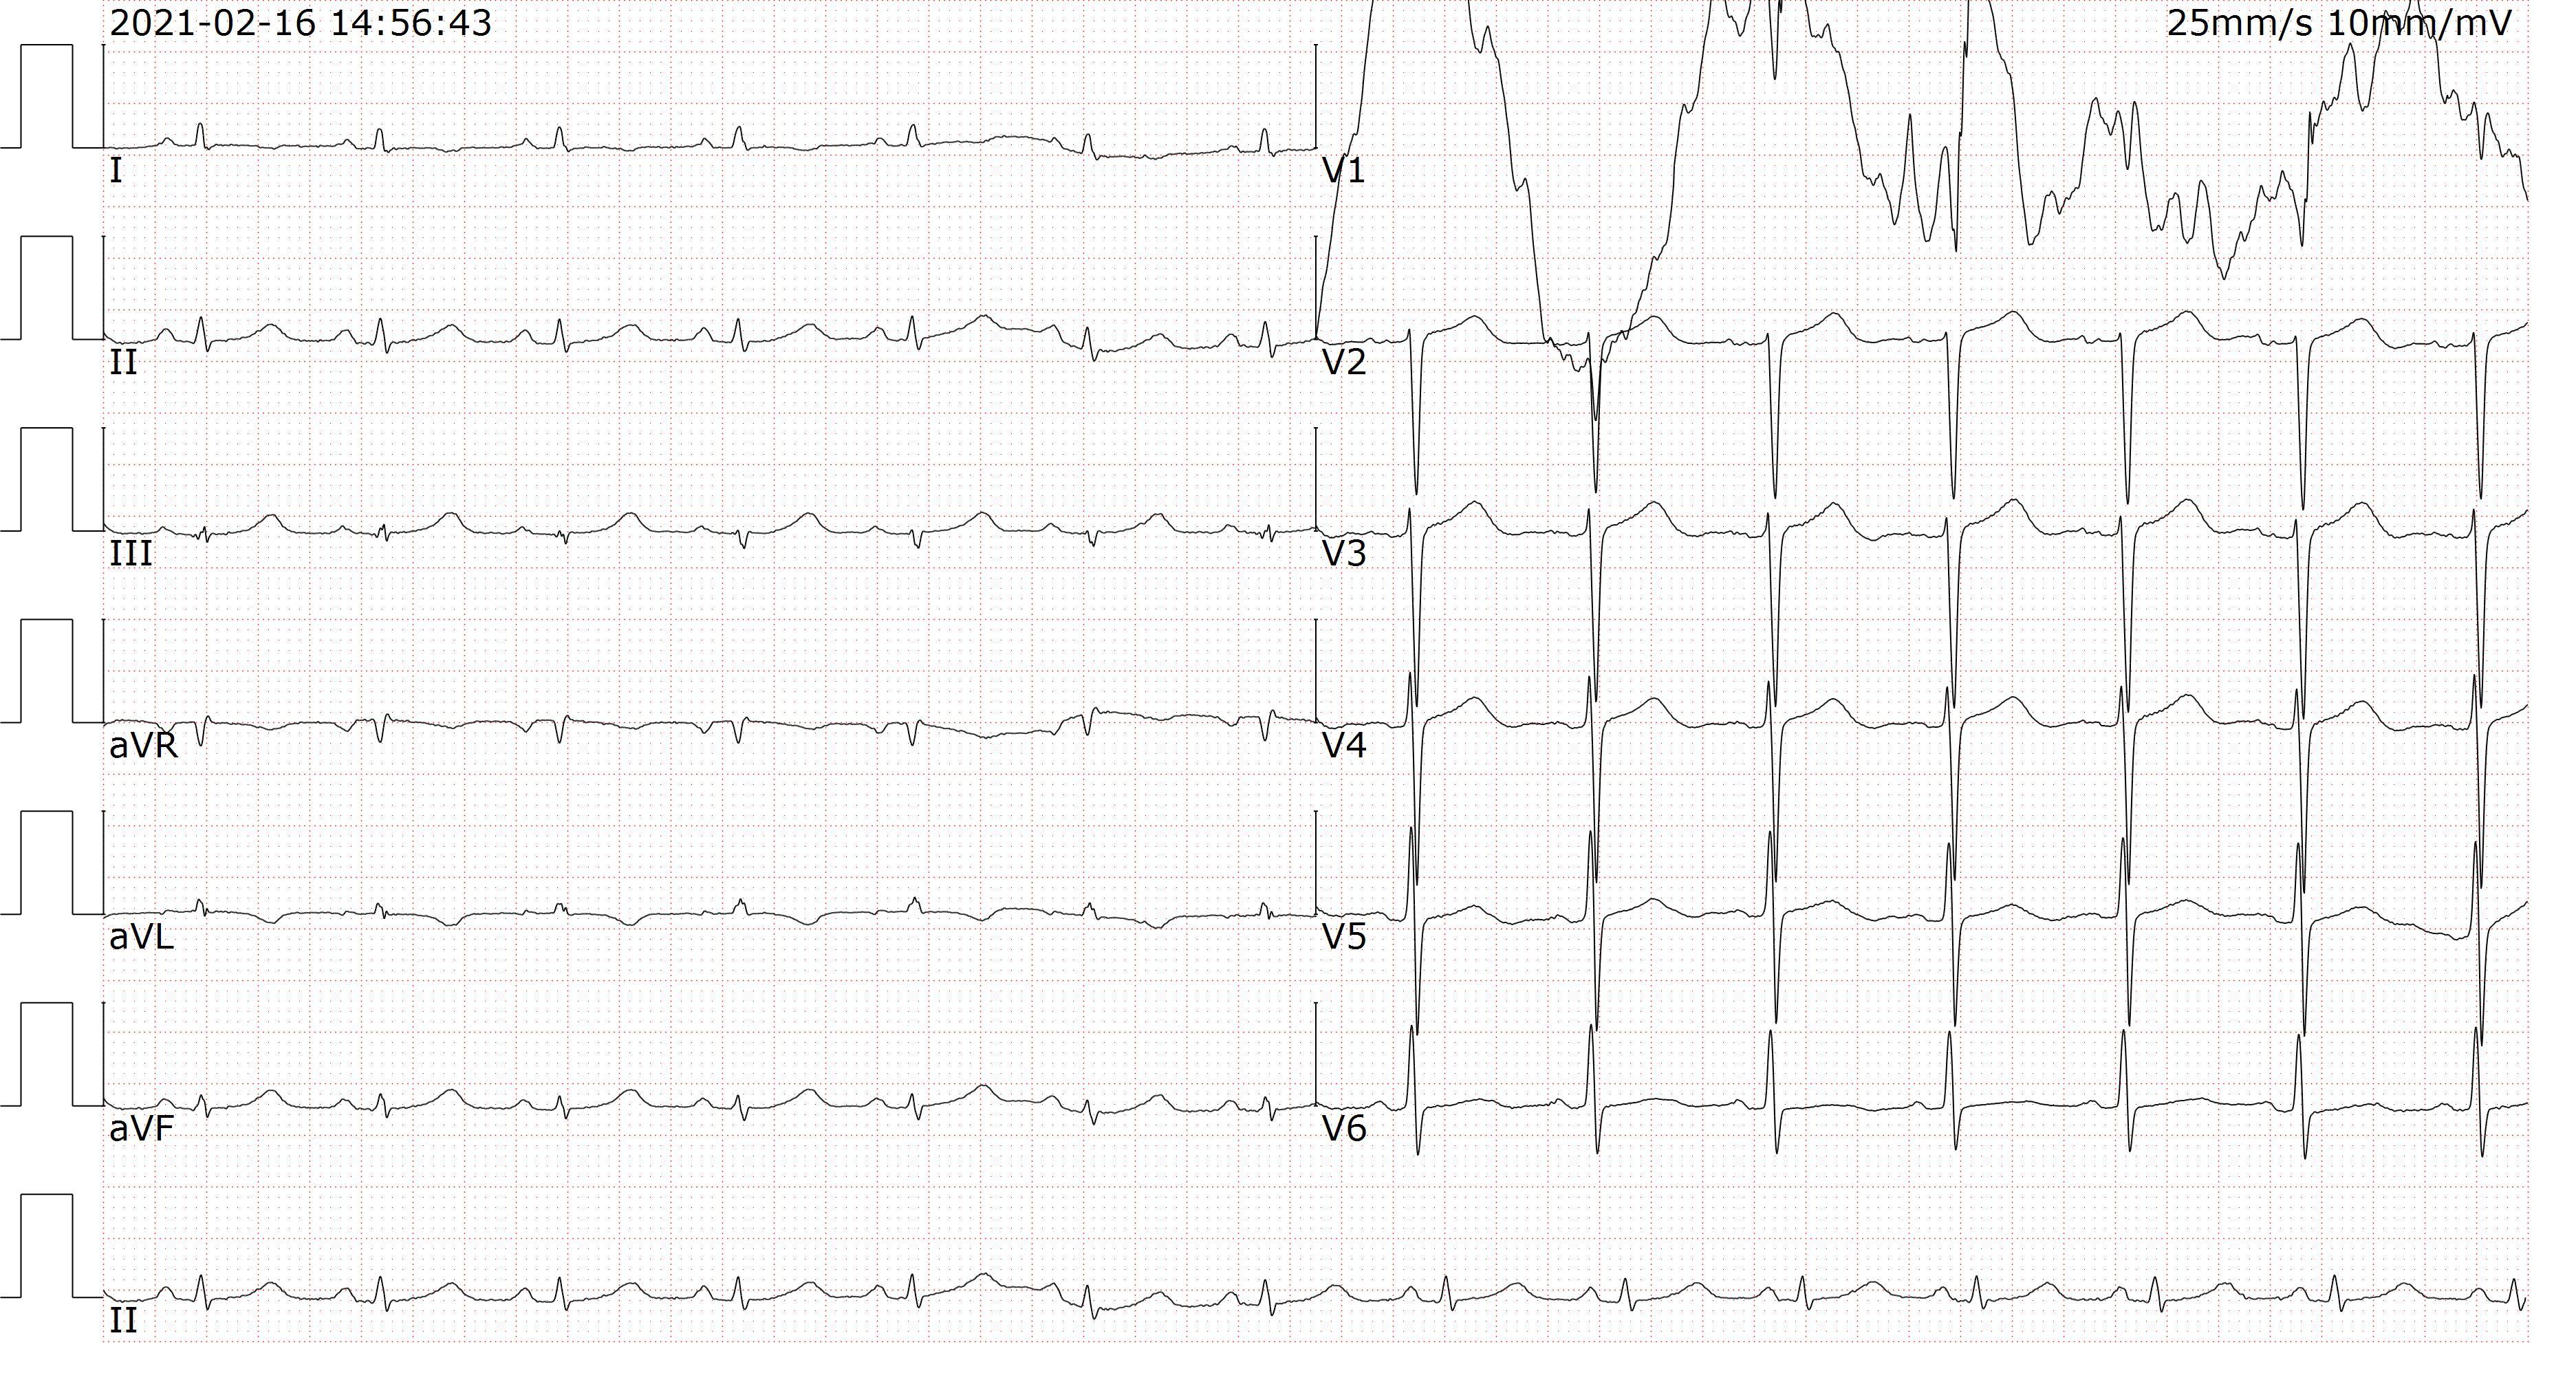 2021-02-16 14:56:43
25mm/s 10mm/mV
I
V1
II
V2
III
V3
aVR
V4
aVL
V5
aVF
V6
II